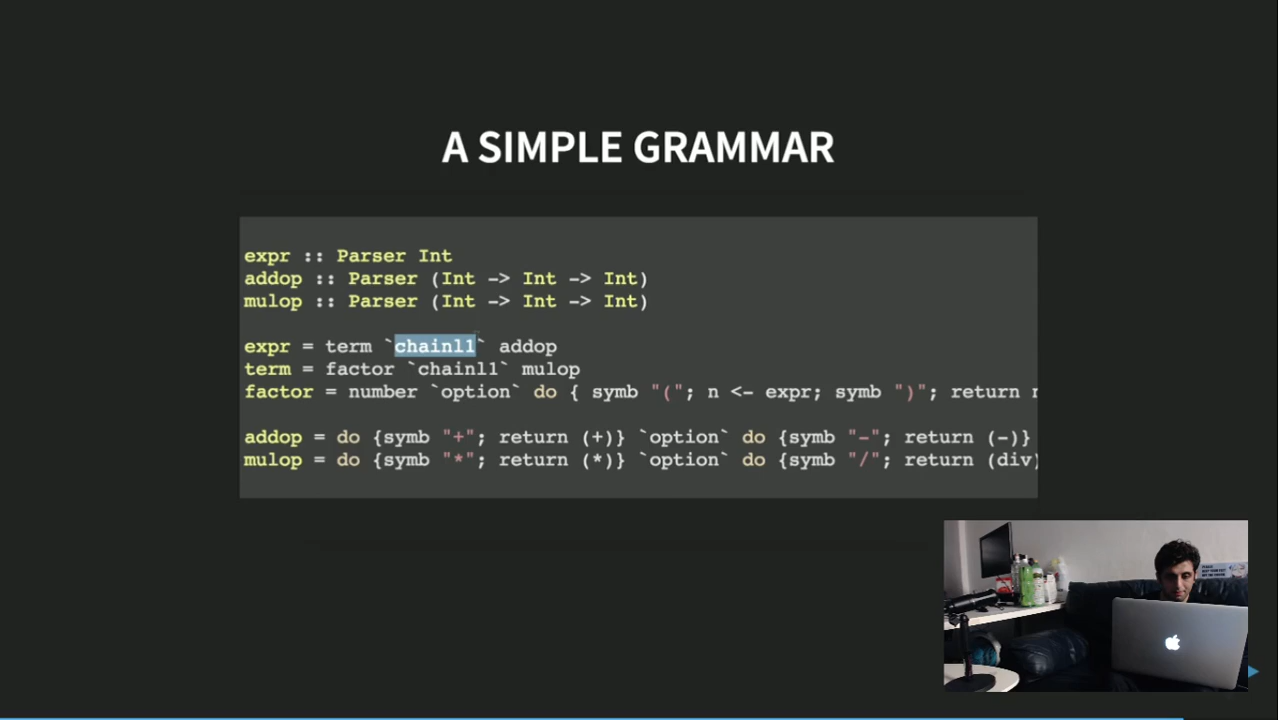 A SIMPLE GRAMMAR
expr :: Parser Int
addop :: Parser (Int -> Int -> Int)
mulop :: Parser (Int -> Int -> Int)
expr = term `chainl1` addop
term = factor `chainl1` mulop
factor = number `option` do { symb "("; n <- expr; symb ")"; return
addop = do {symb "+"; return (+)} `option` do {symb "-"; return (-)}
mulop = do {symb "*"; return (*)} `option` do {symb "/"; return (div)